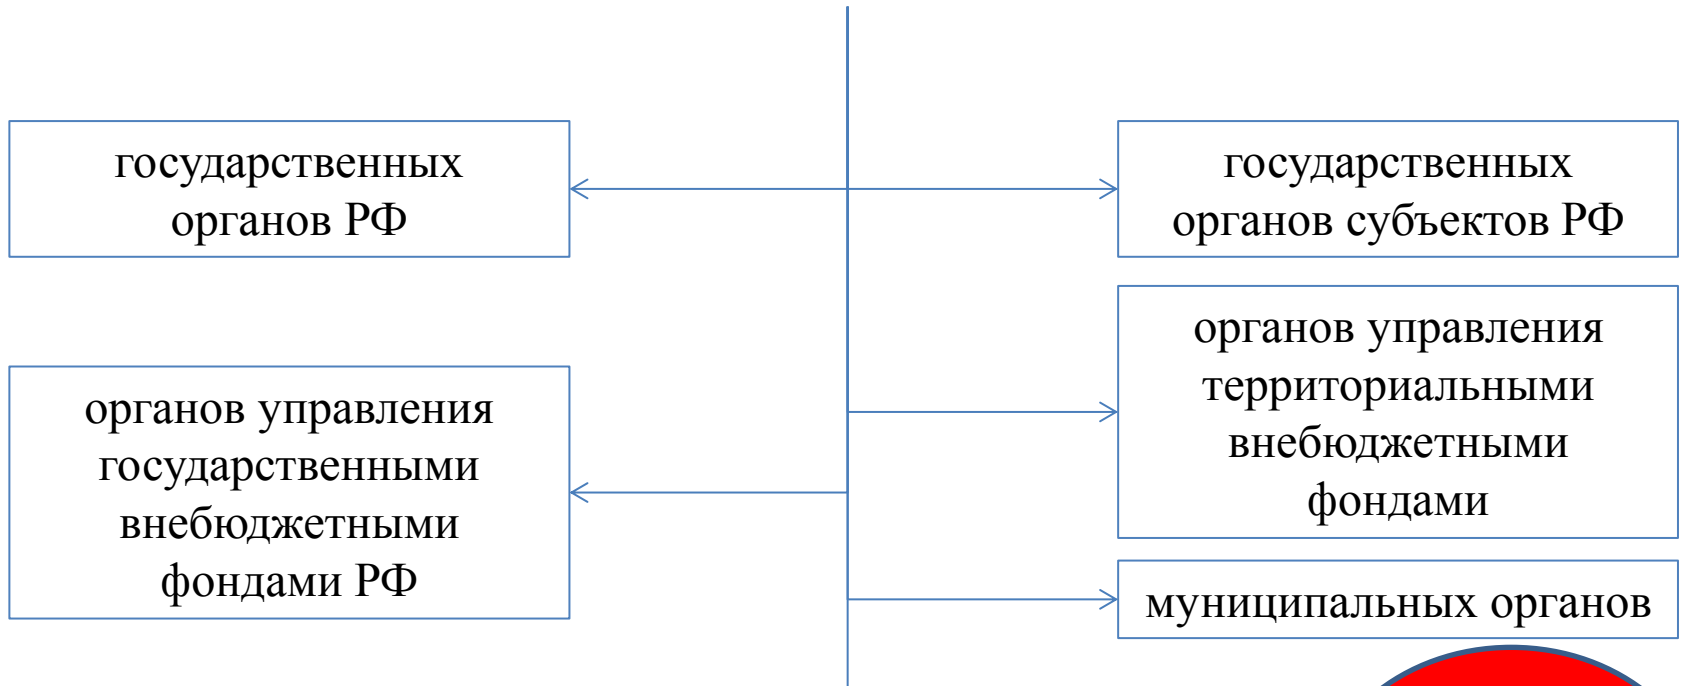 государственных
органов РФ
государственных
органов субъектов РФ
органов управления
государственными
внебюджетными
фондами РФ
органов управления
территориальными
внебюджетными
фондами
муниципальных органов